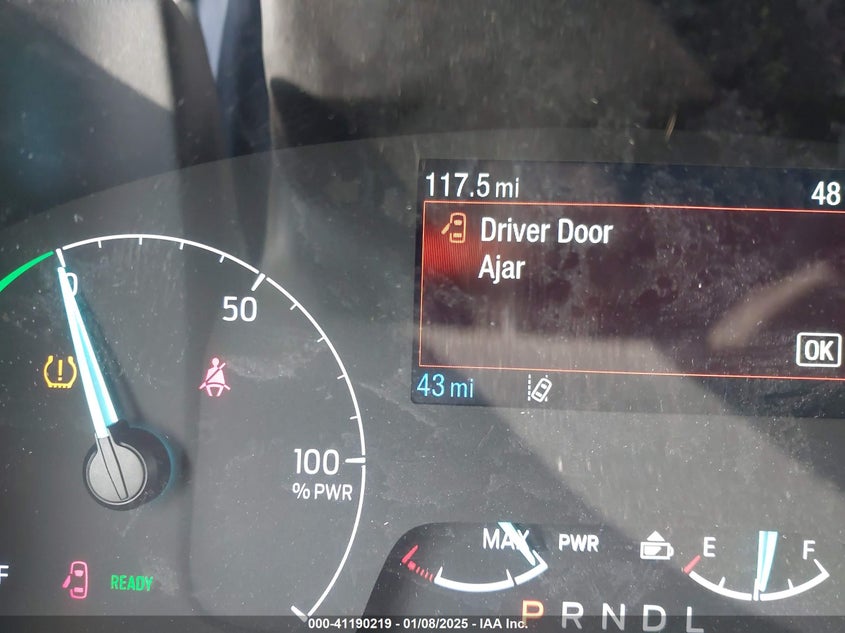 117.5 mi
48
Driver Door
Ajar
OK
43 mi
0
50
100
% PWR
F
READY
MAX
PWR
E
F
P R N D L
000-41190219 - 01/08/2025 - IAA Inc.